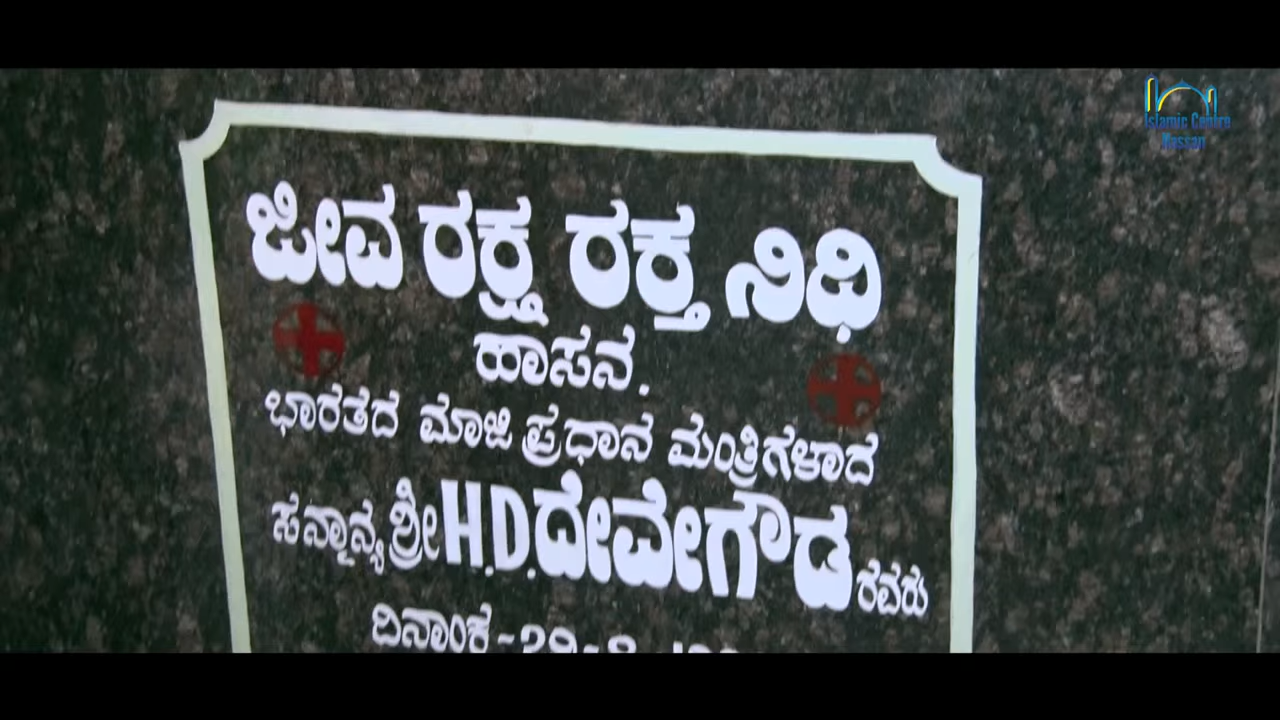 Islamic Centre
Hassan
ಜೀವ ರಕ್ಷ ರಕ್ತ ನಿಧಿ
ಹಾಸನ.
ಭಾರತದ ಮಾಜಿ ಪ್ರಧಾನ ಮಂತ್ರಿಗಳಾದ
ಸನ್ಮಾನ್ಯ ಶ್ರೀ H.D.ದೇವೇಗೌಡ ರವರು
ದಿನಾಂಕ-